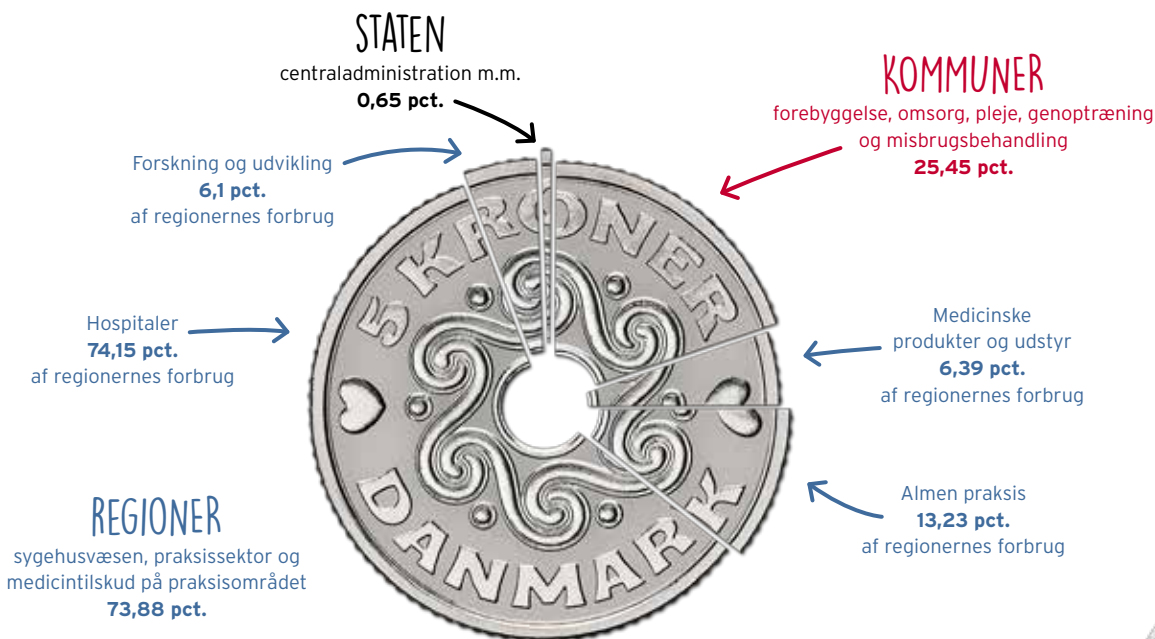 STATEN
centraladministration m.m.
0,65 pct.
KOMMUNER
forebyggelse, omsorg, pleje, genoptræning
og misbrugsbehandling
25,45 pct.
Forskning og udvikling
6,1 pct.
af regionernes forbrug
5 KRONER
Hospitaler
74,15 pct.
af regionernes forbrug
Medicinske
produkter og udstyr
6,39 pct.
af regionernes forbrug
DANMARK
Almen praksis
13,23 pct.
af regionernes forbrug
REGIONER
sygehusvæsen, praksissektor og
medicintilskud på praksisområdet
73,88 pct.